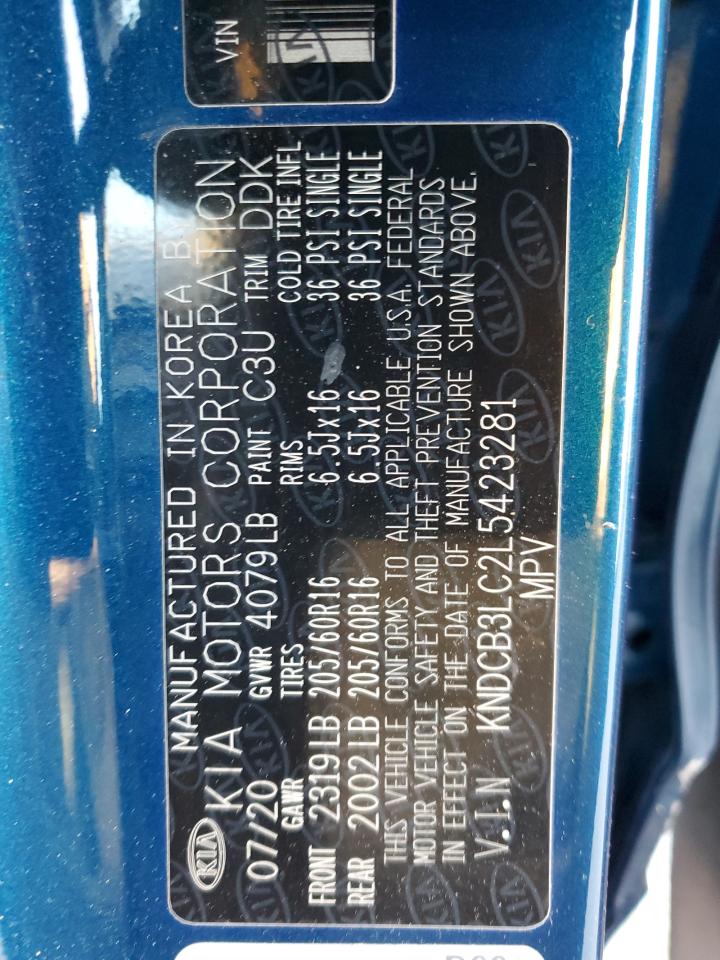 VIN
MANUFACTURED IN KOREA B
KIA KIA MOTORS CORPORATION
07/20 GVWR 4079LB PAINT C3U TRIM DDK
GAWR TIRES RIMS COLD TIRE INFL
FRONT 2319LB 205/60R16 6.5Jx16 36 PSI SINGLE
REAR 2002LB 205/60R16 6.5Jx16 36 PSI SINGLE
THIS VEHICLE CONFORMS TO ALL APPLICABLE U.S.A. FEDERAL
MOTOR VEHICLE SAFETY AND THEFT PREVENTION STANDARDS
IN EFFECT ON THE DATE OF MANUFACTURE SHOWN ABOVE.
V.I.N KNDCB3LC2L5423281
MPV